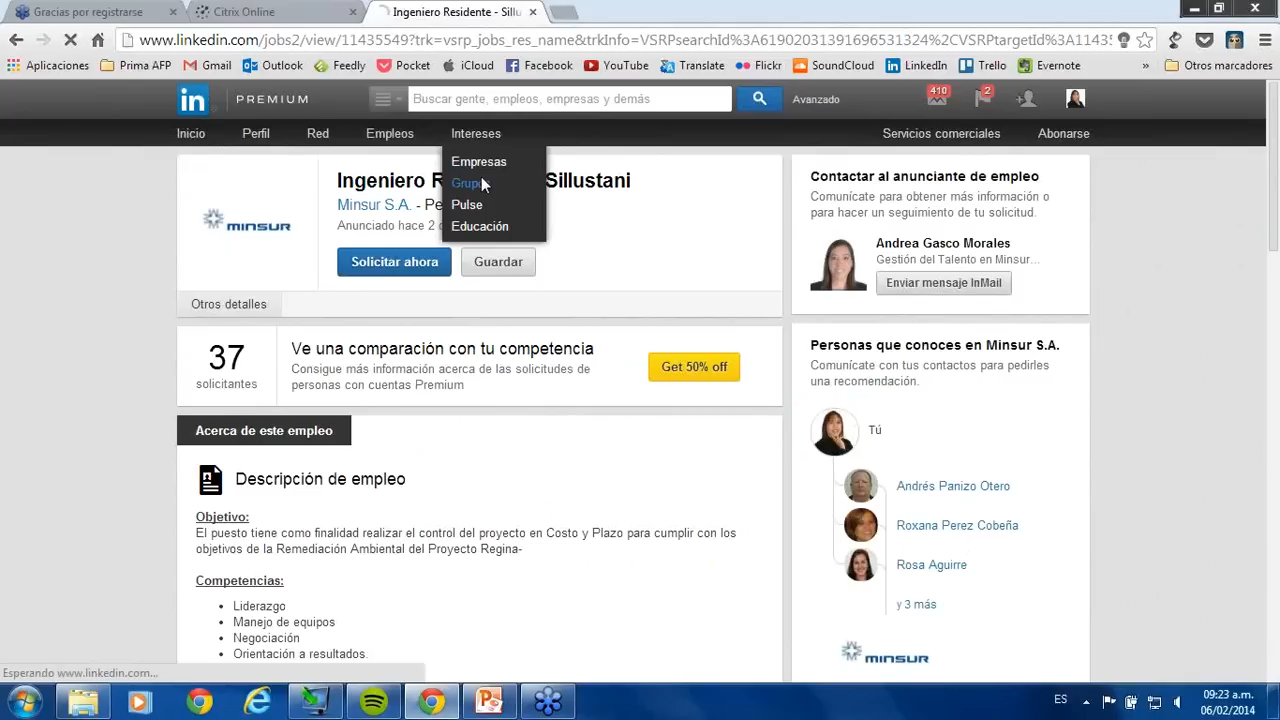 Gracias por registrarse
Citrix Online
Ingeniero Residente - Sillu
www.linkedin.com/jobs2/view/11435549?trk=vsrp_jobs_res_name&trkInfo=VSRPsearchId%3A61902031391696531324%2CVSRPtargetId%3A1143
Aplicaciones
Prima AFP
Gmail
Outlook
Feedly
Pocket
iCloud
Facebook
YouTube
Translate
Flickr
SoundCloud
LinkedIn
Trello
Evernote
»
Otros marcadores
in
PREMIUM
Buscar gente, empleos, empresas y demás
Avanzado
410
2
Inicio
Perfil
Red
Empleos
Intereses
Servicios comerciales
Abonarse
Empresas
Pulse
Educación
Ingeniero R
Sillustani
Minsur S.A. - Pe
Anunciado hace 2 d
MINSUR
Solicitar ahora
Guardar
Otros detalles
37
solicitantes
Ve una comparación con tu competencia
Consigue más información acerca de las solicitudes de
personas con cuentas Premium
Get 50% off
Acerca de este empleo
Descripción de empleo
Objetivo:
El puesto tiene como finalidad realizar el control del proyecto en Costo y Plazo para cumplir con los
objetivos de la Remediación Ambiental del Proyecto Regina-
Competencias:
• Liderazgo
• Manejo de equipos
• Negociación
• Orientación a resultados.
Contactar al anunciante de empleo
Comunícate para obtener más información o
para hacer un seguimiento de tu solicitud.
Andrea Gasco Morales
Gestión del Talento en Minsur...
Enviar mensaje InMail
Personas que conoces en Minsur S.A.
Comunícate con tus contactos para pedirles
una recomendación.
Tú
Andrés Panizo Otero
Roxana Perez Cobeña
Rosa Aguirre
y 3 más
MINSUR
Esperando www.linkedin.com...
ES
09:23 a.m.
06/02/2014